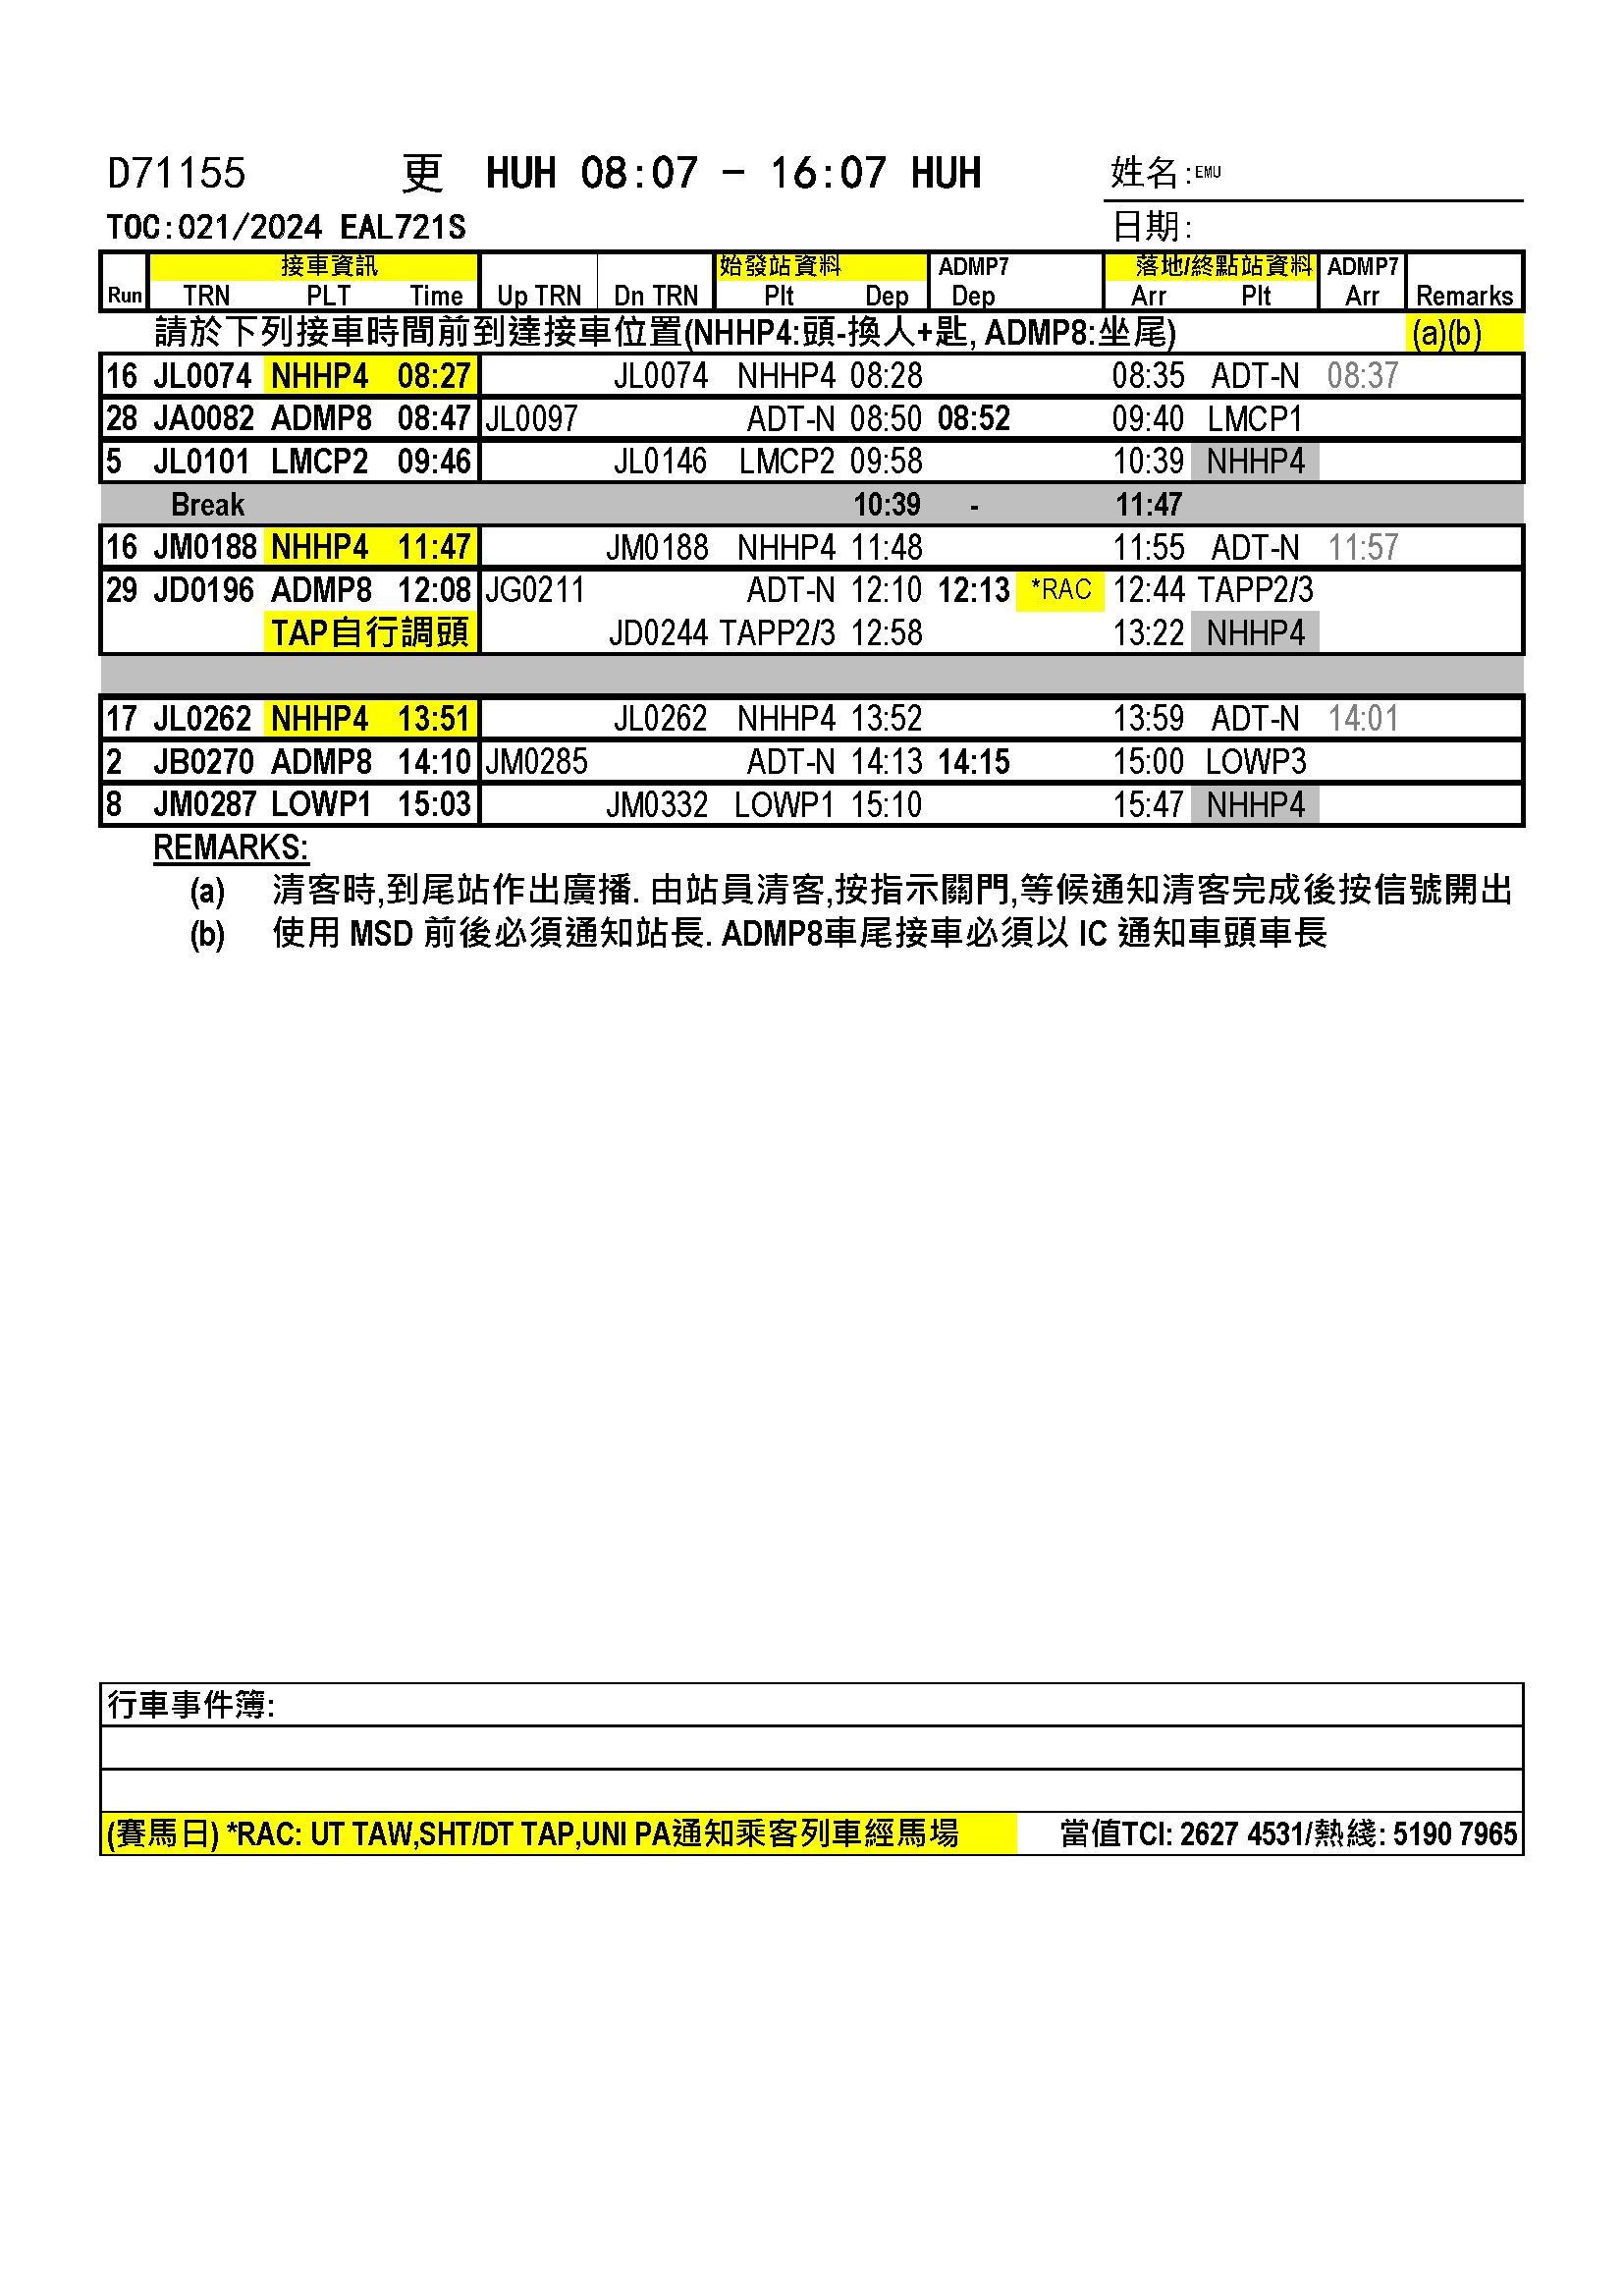 D71155 更 HUH 08:07 - 16:07 HUH 姓名:EMU
TOC:021/2024 EAL721S 日期:
接車資訊 始發站資料 ADMP7 落地/終點站資料 ADMP7
Run TRN PLT Time Up TRN Dn TRN Plt Dep Dep Arr Plt Arr Remarks
請於下列接車時間前到達接車位置(NHHP4:頭-換人+匙, ADMP8:坐尾) (a)(b)
16 JL0074 NHHP4 08:27 JL0074 NHHP4 08:28 08:35 ADT-N 08:37
28 JA0082 ADMP8 08:47 JL0097 ADT-N 08:50 08:52 09:40 LMCP1
5 JL0101 LMCP2 09:46 JL0146 LMCP2 09:58 10:39 NHHP4
Break 10:39 - 11:47
16 JM0188 NHHP4 11:47 JM0188 NHHP4 11:48 11:55 ADT-N 11:57
29 JD0196 ADMP8 12:08 JG0211 ADT-N 12:10 12:13 *RAC 12:44 TAPP2/3
TAP自行調頭 JD0244 TAPP2/3 12:58 13:22 NHHP4
17 JL0262 NHHP4 13:51 JL0262 NHHP4 13:52 13:59 ADT-N 14:01
2 JB0270 ADMP8 14:10 JM0285 ADT-N 14:13 14:15 15:00 LOWP3
8 JM0287 LOWP1 15:03 JM0332 LOWP1 15:10 15:47 NHHP4
REMARKS:
(a) 清客時,到尾站作出廣播. 由站員清客,按指示關門,等候通知清客完成後按信號開出
(b) 使用 MSD 前後必須通知站長. ADMP8車尾接車必須以 IC 通知車頭車長
行車事件簿:
(賽馬日) *RAC: UT TAW,SHT/DT TAP,UNI PA通知乘客列車經馬場 當值TCI: 2627 4531/熱綫: 5190 7965